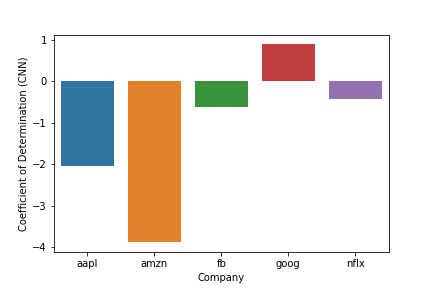 Coefficient of Determination (CNN)
1
0
−1
−2
−3
−4
aapl amzn fb goog nflx
Company